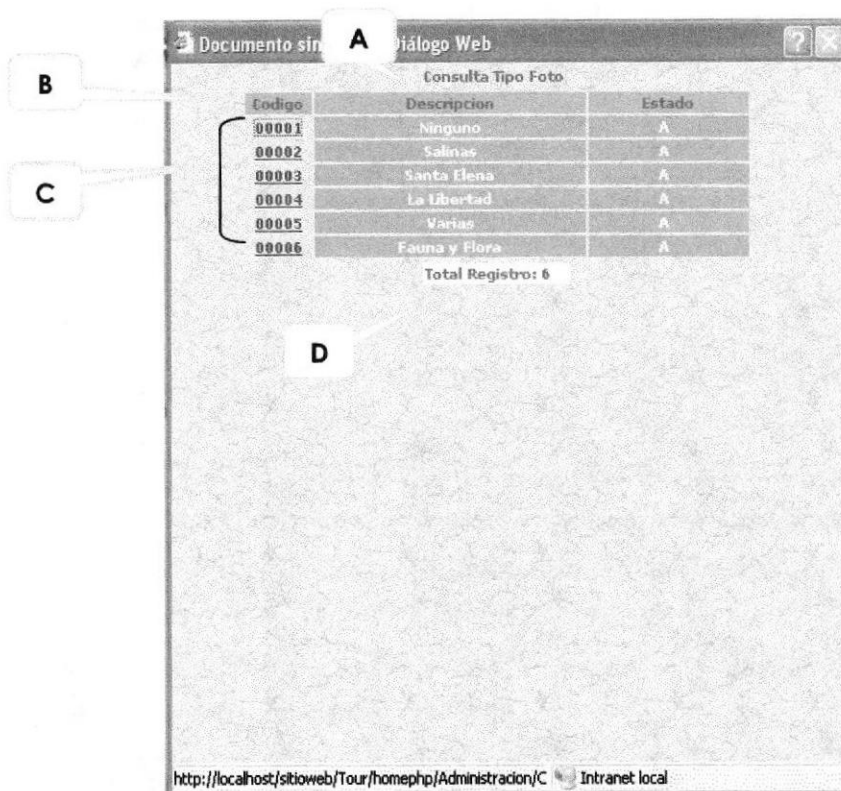 Documento sin Diálogo Web
A
B
C
D
Consulta Tipo Foto
Codigo Descripcion Estado
00001 Ninguno A
00002 Salinas A
00003 Santa Elena A
00004 La Libertad A
00005 Varias A
00006 Fauna y Flora A
Total Registro: 6
http://localhost/sitioweb/Tour/homephp/Administracion/C Intranet local